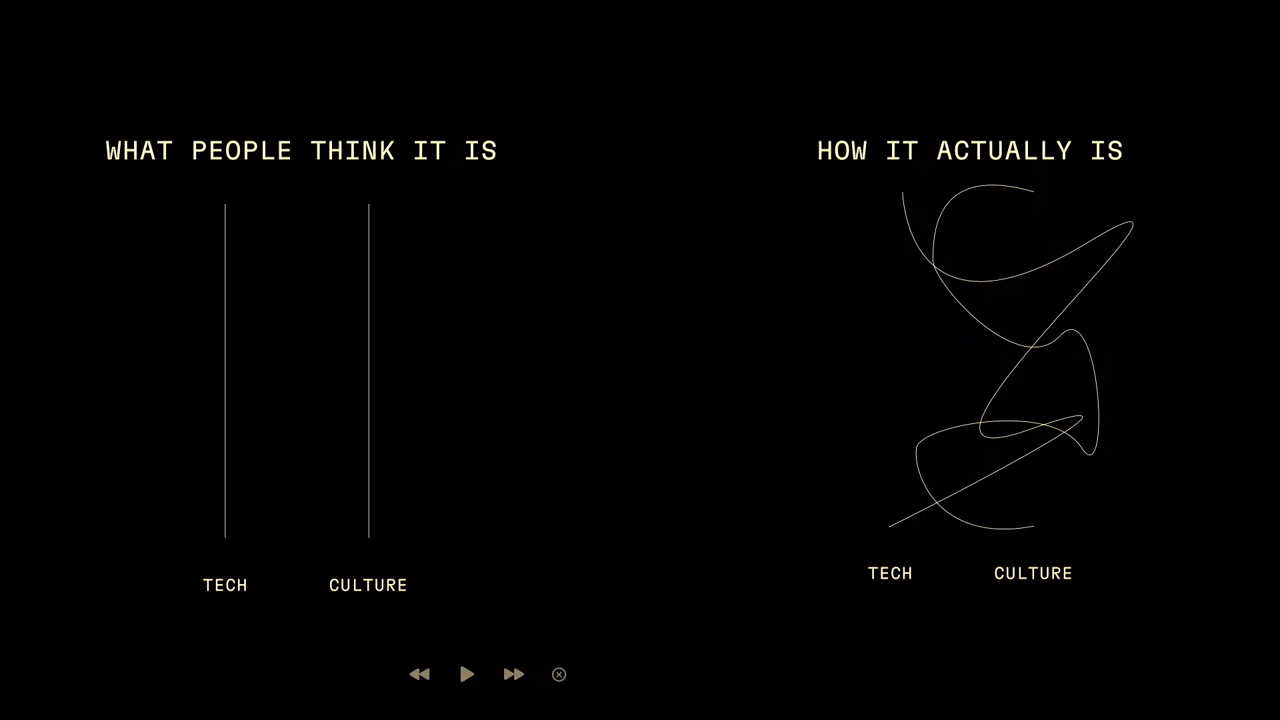 WHAT PEOPLE THINK IT IS
HOW IT ACTUALLY IS
TECH
CULTURE
TECH
CULTURE